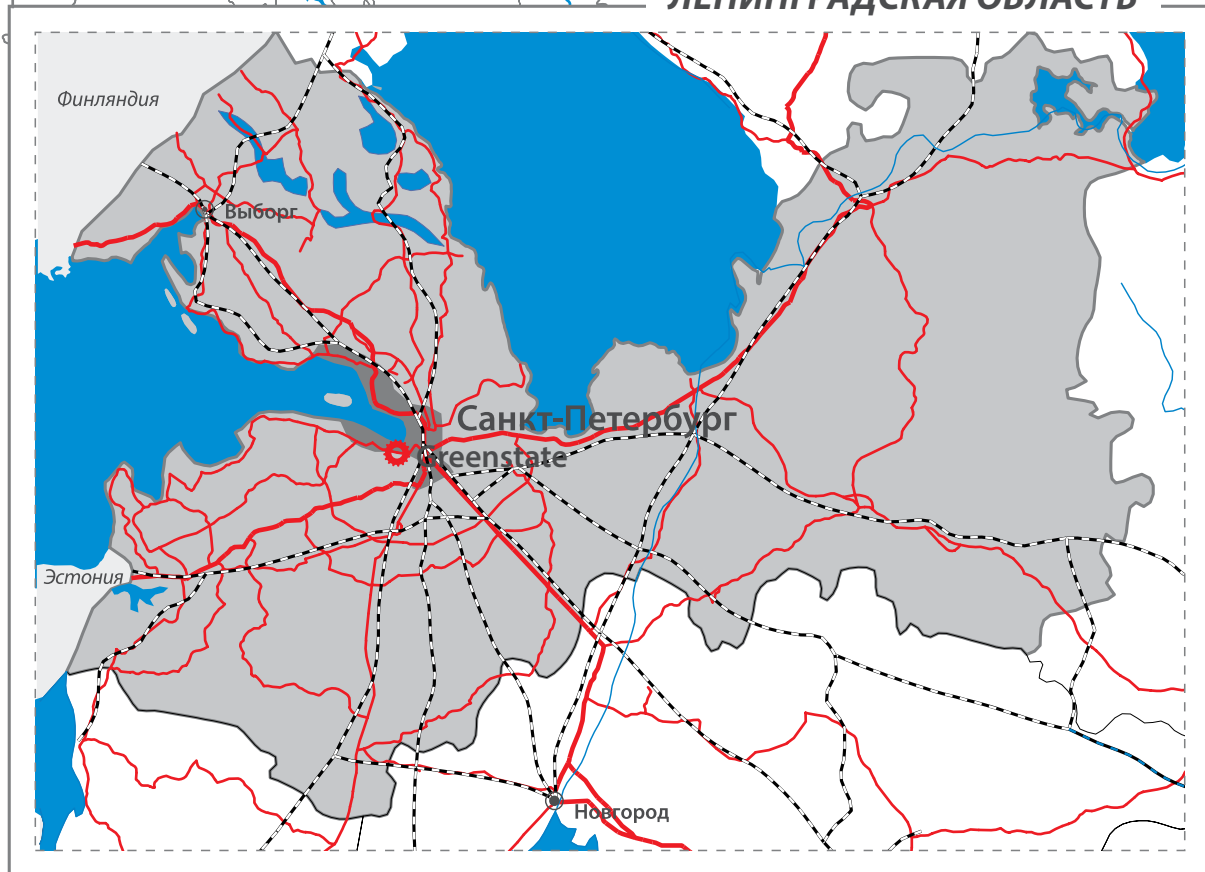 ЛЕНИНГРАДСКАЯ ОБЛАСТЬ
Финляндия
Выборг
Санкт-Петербург
Greenstate
Эстония
Новгород